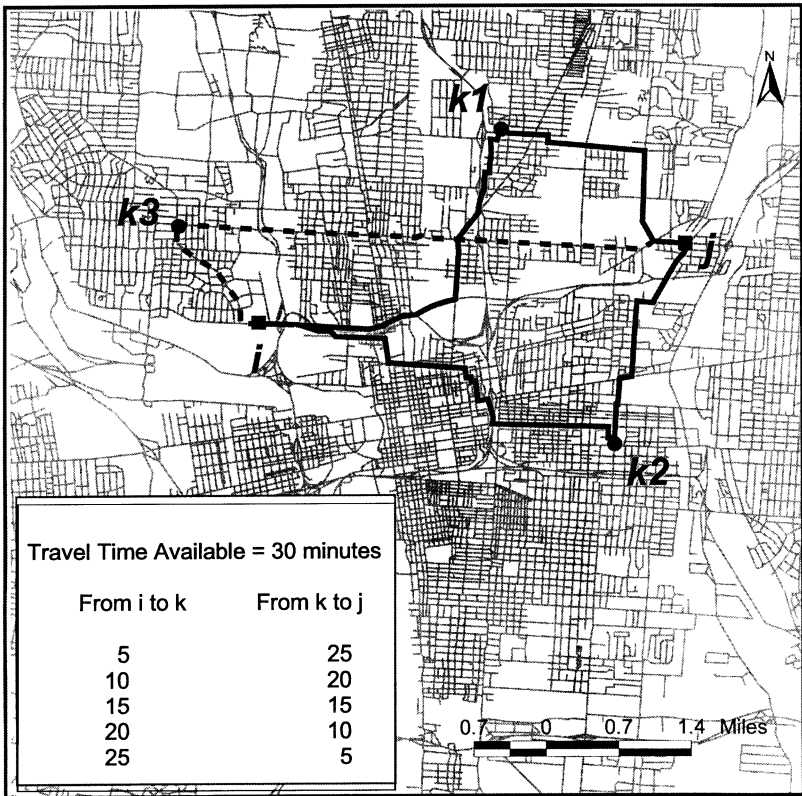 N
k1
k3
j
i
k2
Travel Time Available = 30 minutes
From i to k From k to j
5 25
10 20
15 15
20 10
25 5
0.7 0 0.7 1.4 Miles